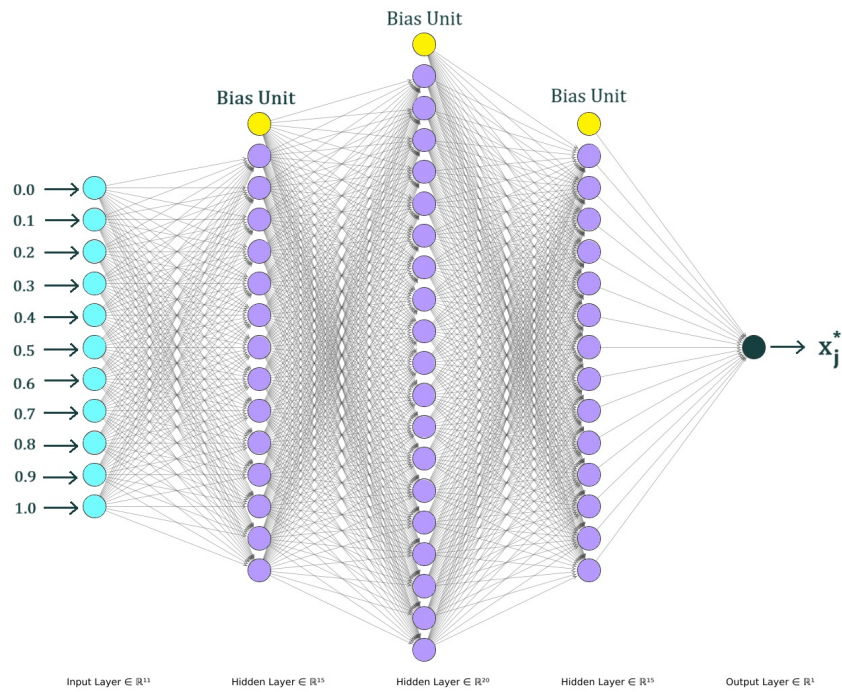 Bias Unit
Bias Unit
Bias Unit
0.0
0.1
0.2
0.3
0.4
0.5
0.6
0.7
0.8
0.9
1.0
x*j
Input Layer ∈ ℝ¹¹
Hidden Layer ∈ ℝ¹⁵
Hidden Layer ∈ ℝ²⁰
Hidden Layer ∈ ℝ¹⁵
Output Layer ∈ ℝ¹